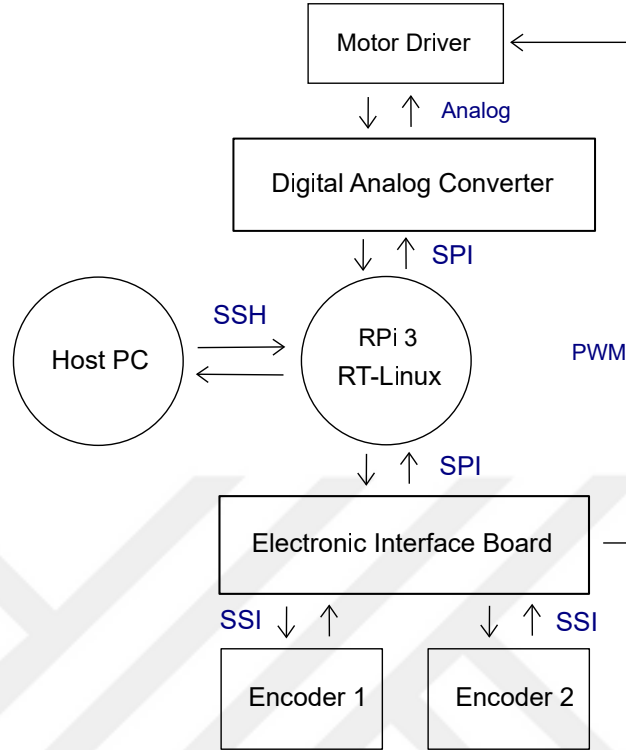 Motor Driver
Analog
Digital Analog Converter
SPI
SSH
Host PC
RPi 3
RT-Linux
PWM
SPI
Electronic Interface Board
SSI
SSI
Encoder 1
Encoder 2